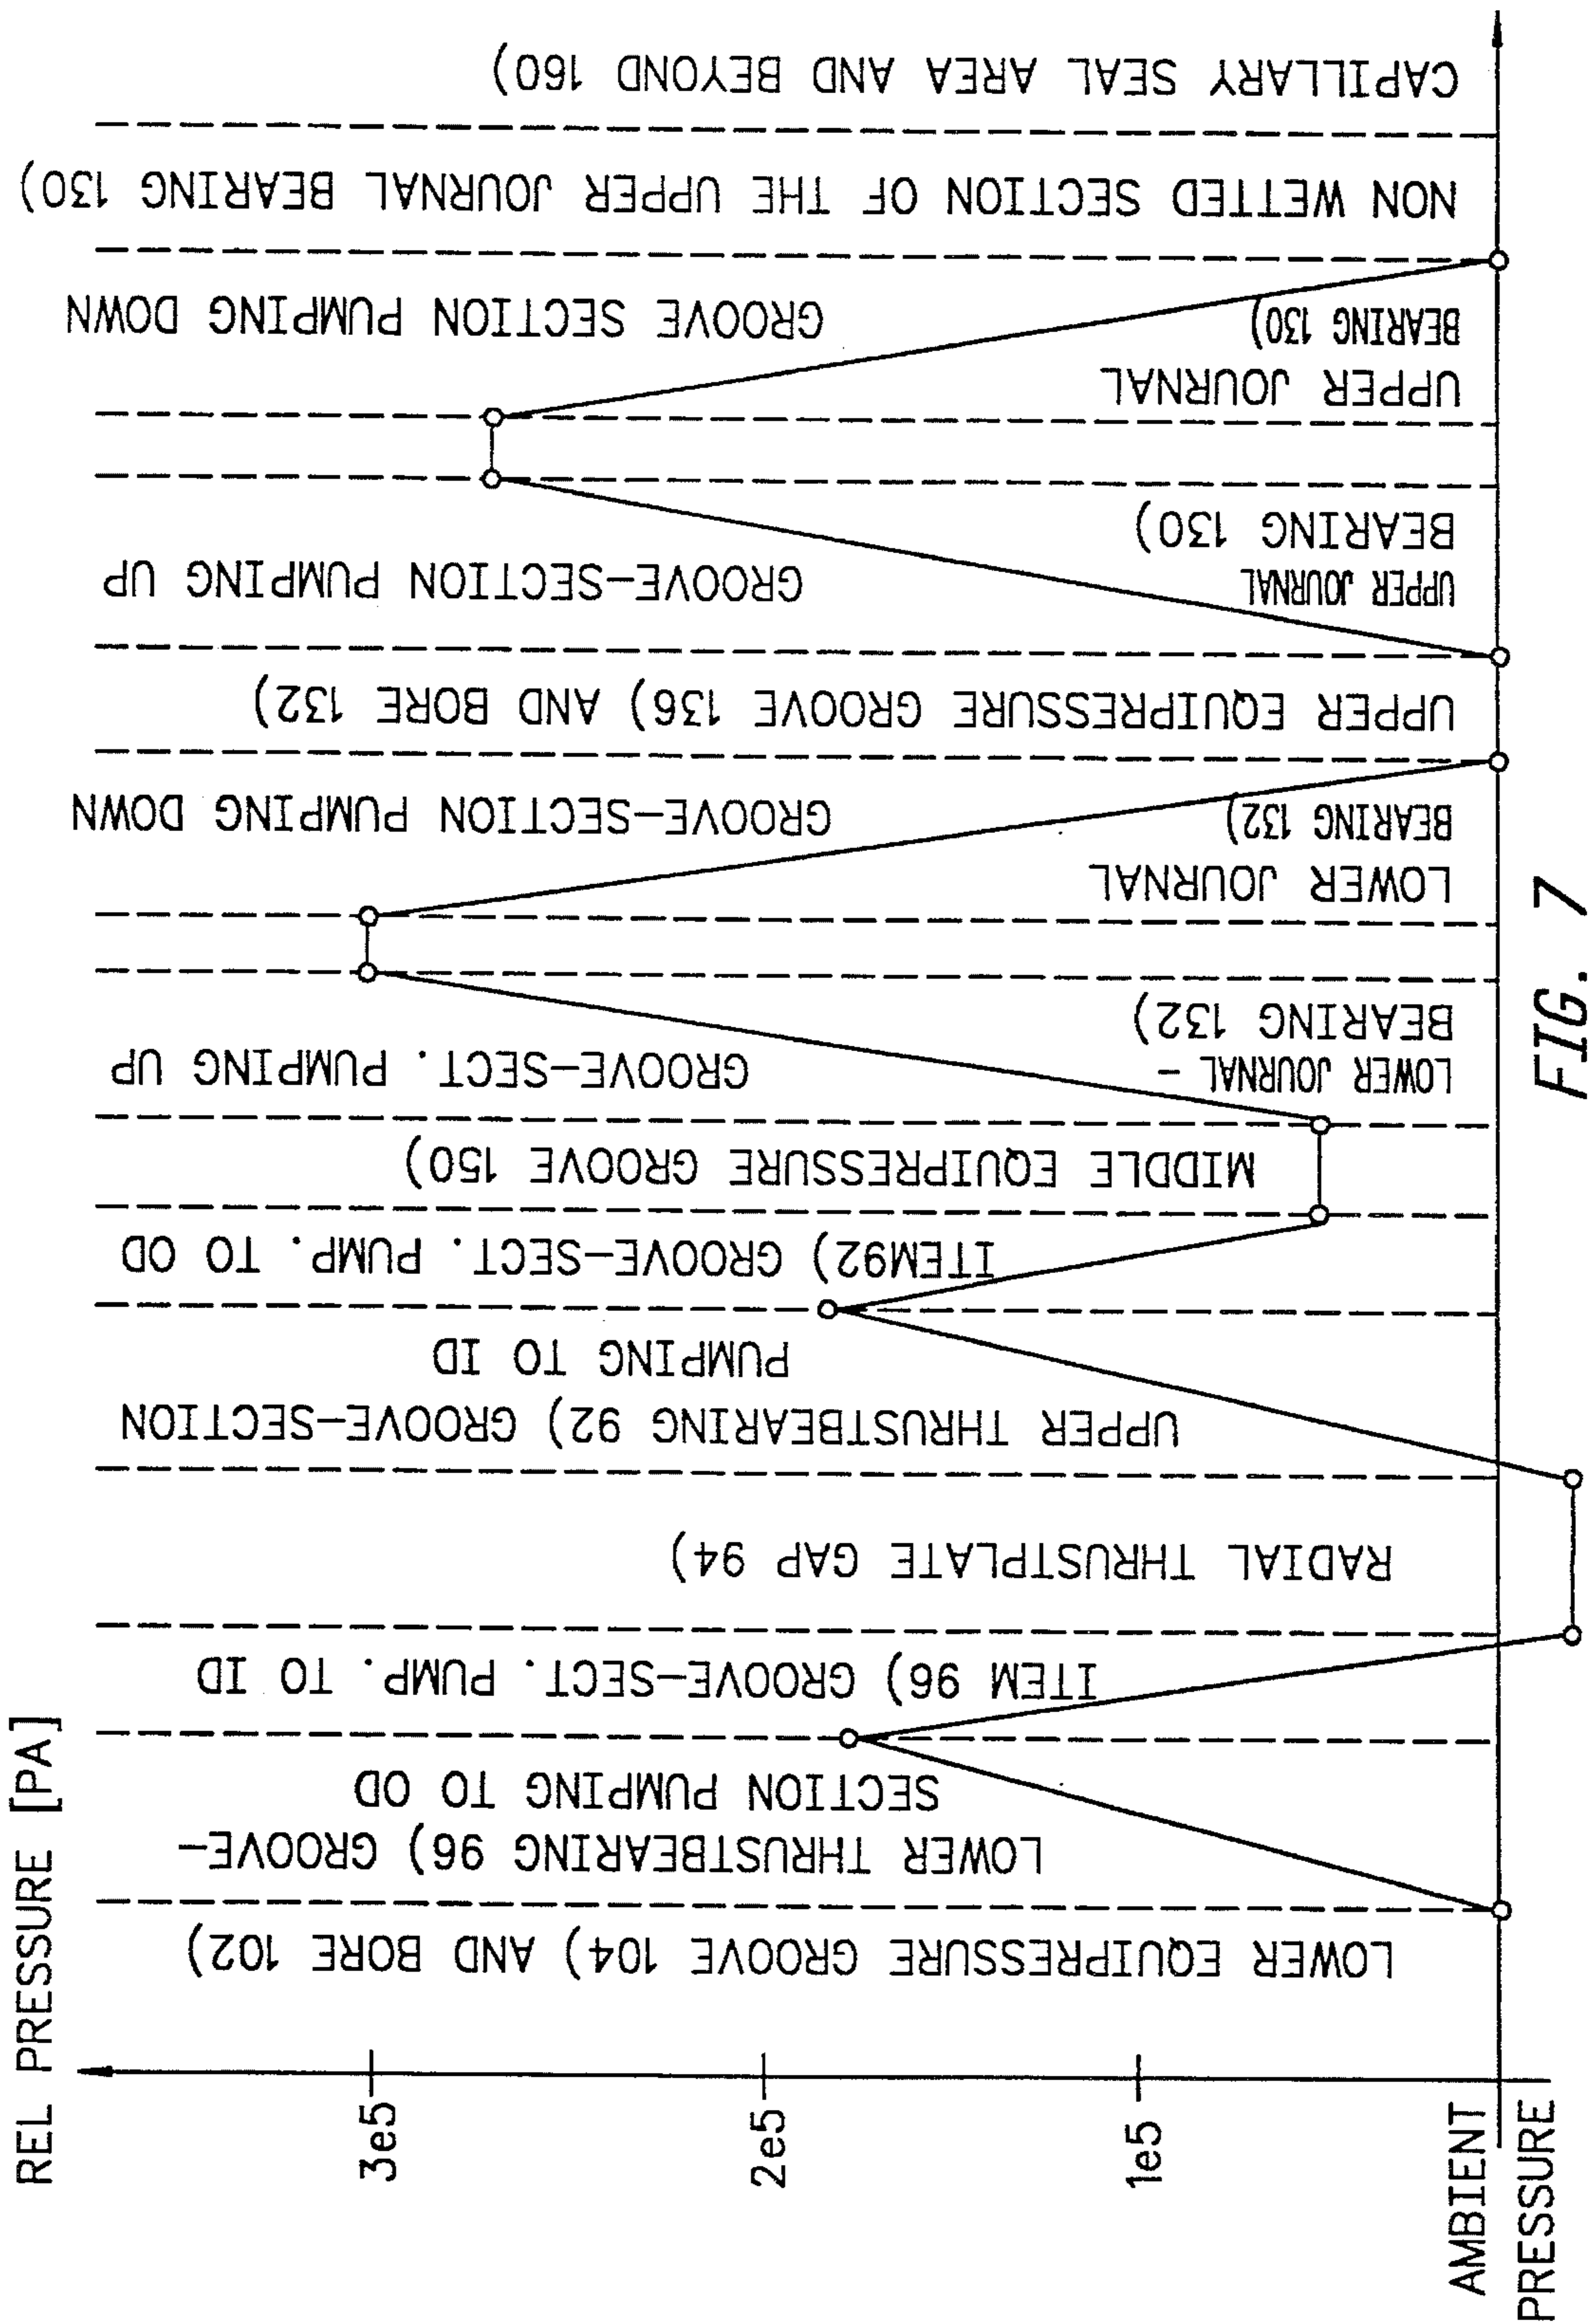 REL PRESSURE [PA]
3e5
2e5
1e5
AMBIENT
PRESSURE
LOWER EQUIPRESSURE GROOVE 104) AND BORE 102)
LOWER THRUSTBEARING 96) GROOVE-
SECTION PUMPING TO OD
ITEM 96) GROOVE-SECT. PUMP. TO ID
RADIAL THRUSTPLATE GAP 94)
UPPER THRUSTBEARING 92) GROOVE-SECTION
PUMPING TO ID
ITEM92) GROOVE-SECT. PUMP. TO OD
MIDDLE EQUIPRESSURE GROOVE 150)
LOWER JOURNAL -
GROOVE-SECT. PUMPING UP
BEARING 132)
LOWER JOURNAL
BEARING 132)
GROOVE-SECTION PUMPING DOWN
UPPER EQUIPRESSURE GROOVE 136) AND BORE 132)
UPPER JOURNAL
GROOVE-SECTION PUMPING UP
BEARING 130)
UPPER JOURNAL
BEARING 130)
GROOVE SECTION PUMPING DOWN
NON WETTED SECTION OF THE UPPER JOURNAL BEARING 130)
CAPILLARY SEAL AREA AND BEYOND 160)
FIG. 7